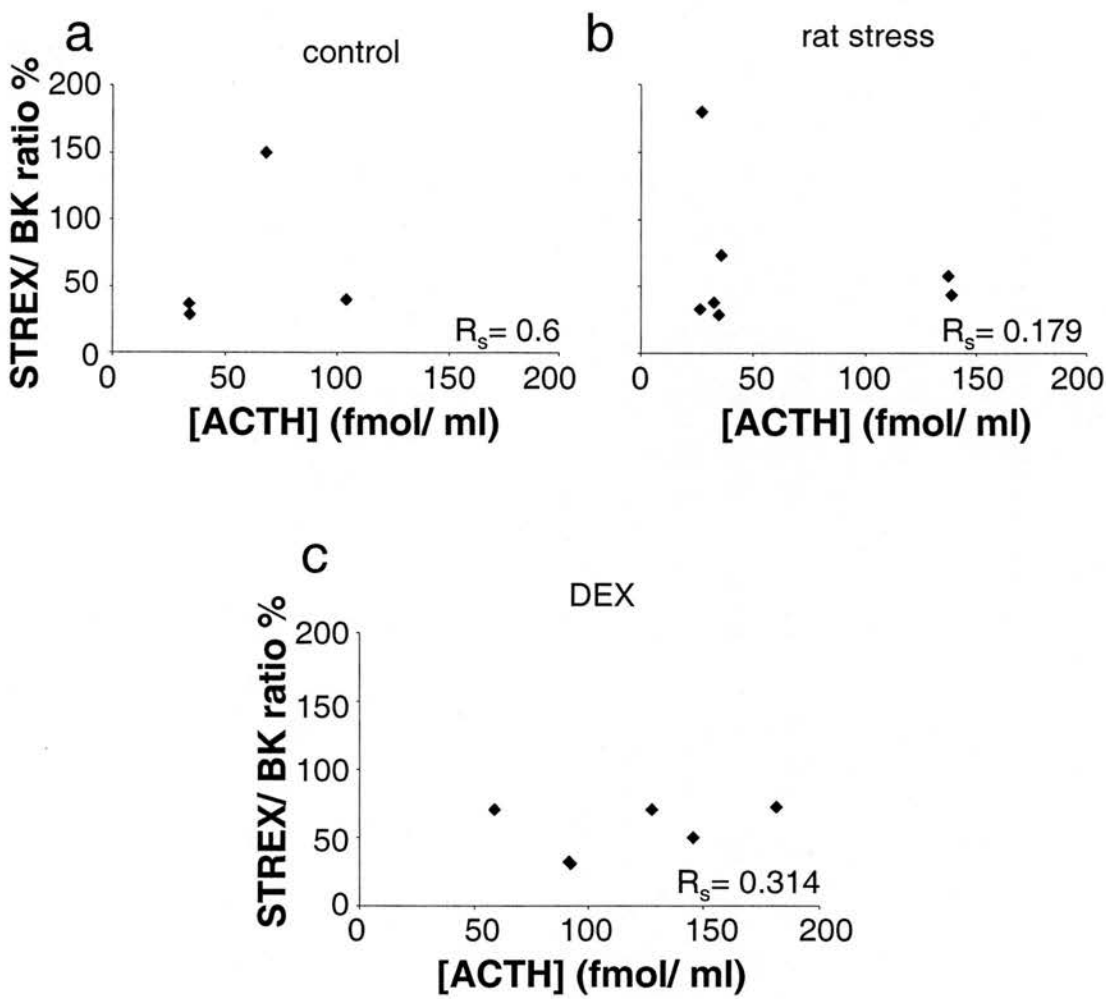 a
control
STREX/ BK ratio %
200
150
100
50
0
0 50 100 150 200
Rs= 0.6
[ACTH] (fmol/ ml)
b
rat stress
0 50 100 150 200
Rs= 0.179
[ACTH] (fmol/ ml)
c
DEX
STREX/ BK ratio %
200
150
100
50
0
0 50 100 150 200
Rs= 0.314
[ACTH] (fmol/ ml)